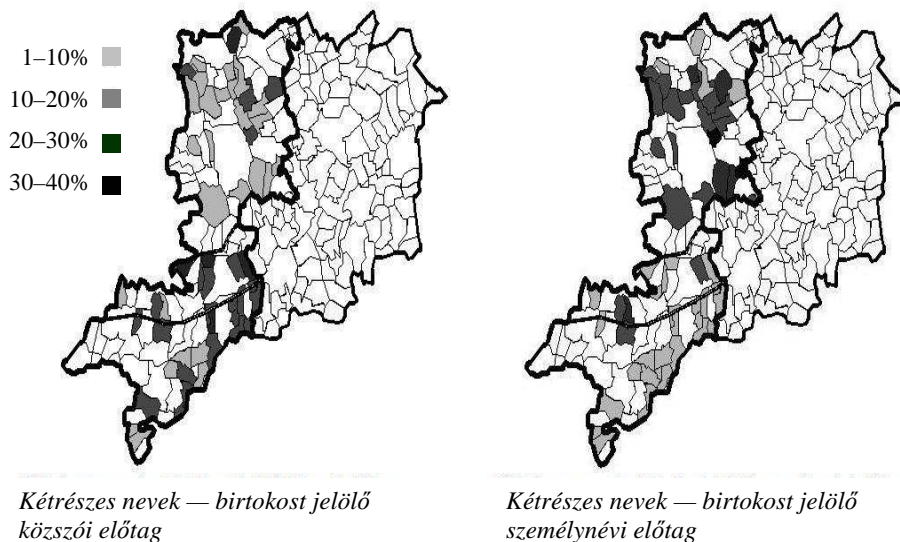 1–10%
10–20%
20–30%
30–40%
Kétrészes nevek — birtokost jelölő
közszói előtag
Kétrészes nevek — birtokost jelölő
személynévi előtag